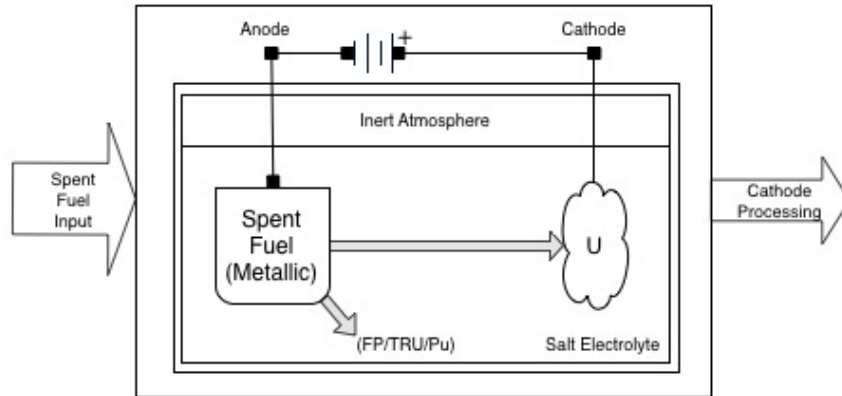 Anode
+
Cathode
Inert Atmosphere
Spent
Fuel
Input
Spent
Fuel
(Metallic)
U
Cathode
Processing
(FP/TRU/Pu)
Salt Electrolyte